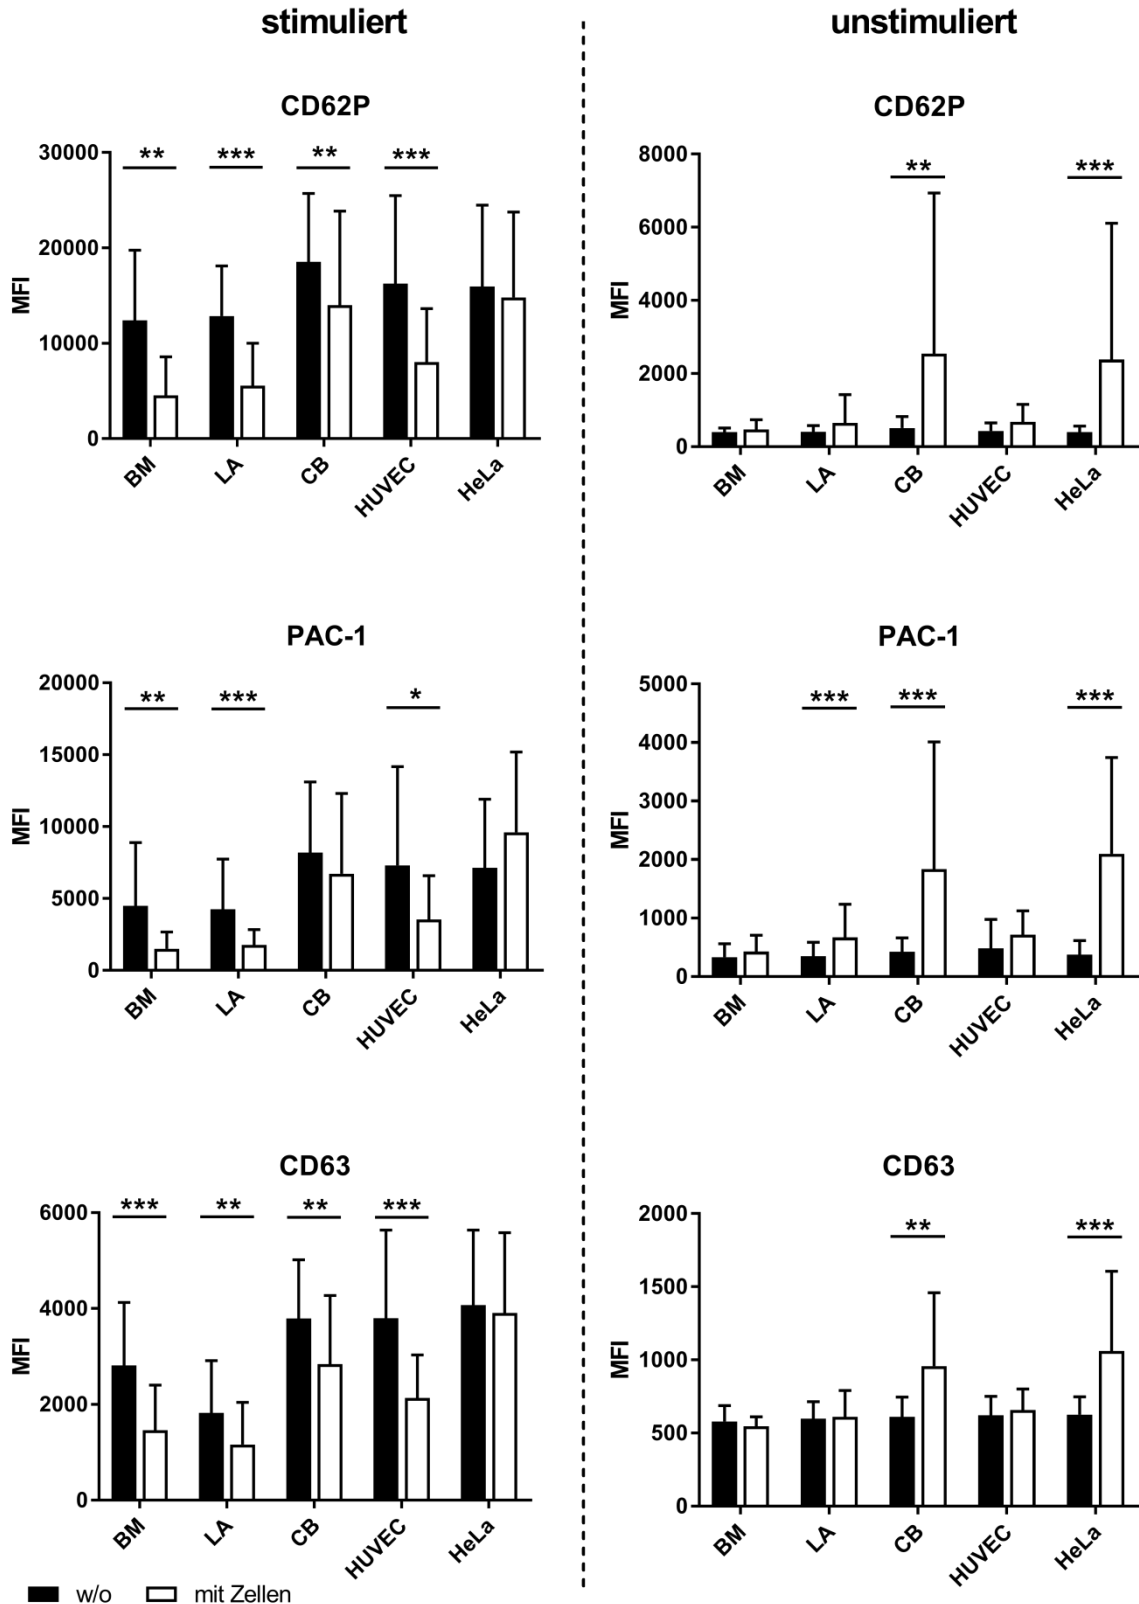 stimuliert
unstimuliert
CD62P
** *** ** ***
30000
20000
10000
0
MFI
BM LA CB HUVEC HeLa
CD62P
** ***
8000
6000
4000
2000
0
MFI
BM LA CB HUVEC HeLa
PAC-1
** *** *
20000
15000
10000
5000
0
MFI
BM LA CB HUVEC HeLa
PAC-1
*** *** ***
5000
4000
3000
2000
1000
0
MFI
BM LA CB HUVEC HeLa
CD63
*** ** ** ***
6000
4000
2000
0
MFI
BM LA CB HUVEC HeLa
CD63
** ***
2000
1500
1000
500
0
MFI
BM LA CB HUVEC HeLa
w/o mit Zellen